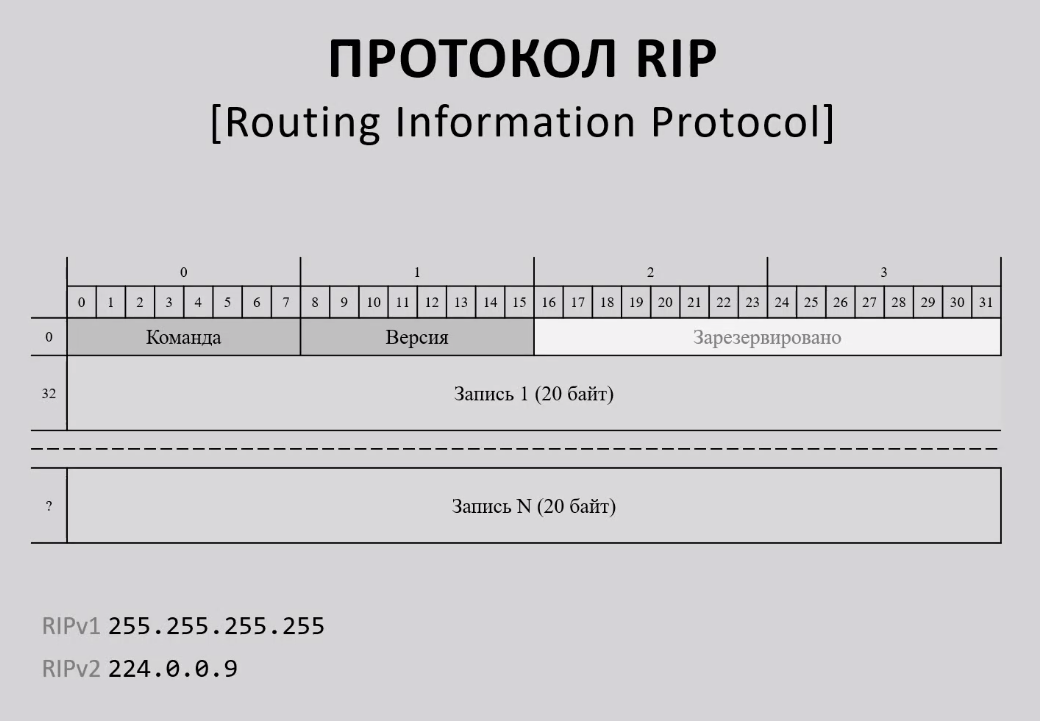 ПРОТОКОЛ RIP
[Routing Information Protocol]
0 1 2 3
0 1 2 3 4 5 6 7 8 9 10 11 12 13 14 15 16 17 18 19 20 21 22 23 24 25 26 27 28 29 30 31
0 Команда Версия Зарезервировано
32 Запись 1 (20 байт)
? Запись N (20 байт)
RIPv1 255.255.255.255
RIPv2 224.0.0.9